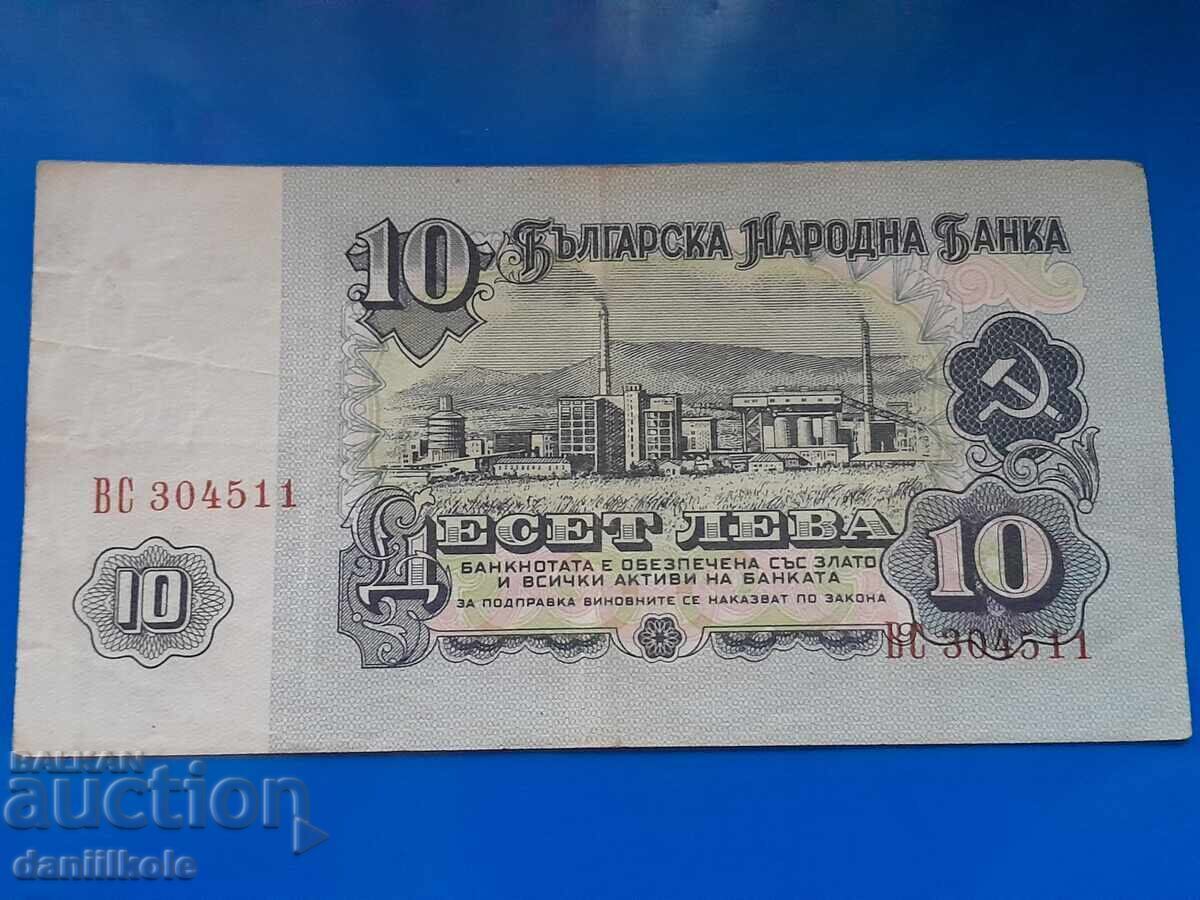 10 БЪЛГАРСКА НАРОДНА БАНКА
ВС 304511
10
ДЕСЕТ ЛЕВА
БАНКНОТАТА Е ОБЕЗПЕЧЕНА СЪС ЗЛАТО
И ВСИЧКИ АКТИВИ НА БАНКАТА
ЗА ПОДПРАВКА ВИНОВНИТЕ СЕ НАКАЗВАТ ПО ЗАКОНА
10
ВС 304511
BALKAN
auction
daniilkole